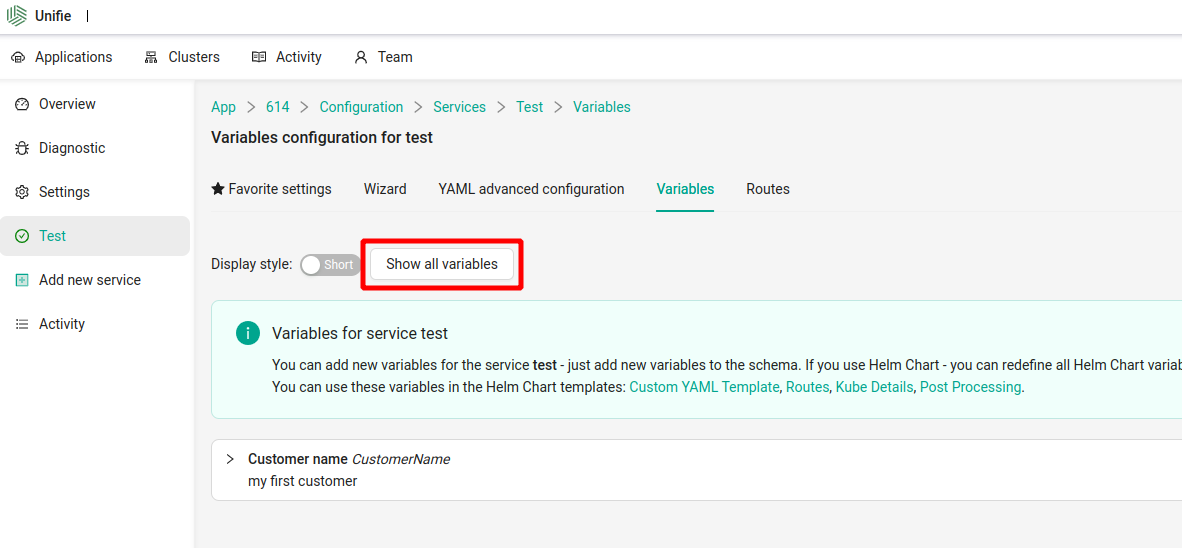 Unifie
Applications Clusters Activity Team
Overview
Diagnostic
Settings
Test
Add new service
Activity
App > 614 > Configuration > Services > Test > Variables
Variables configuration for test
Favorite settings Wizard YAML advanced configuration Variables Routes
Display style: Short Show all variables
Variables for service test
You can add new variables for the service test - just add new variables to the schema. If you use Helm Chart - you can redefine all Helm Chart
You can use these variables in the Helm Chart templates: Custom YAML Template, Routes, Kube Details, Post Processing.
Customer name CustomerName
my first customer